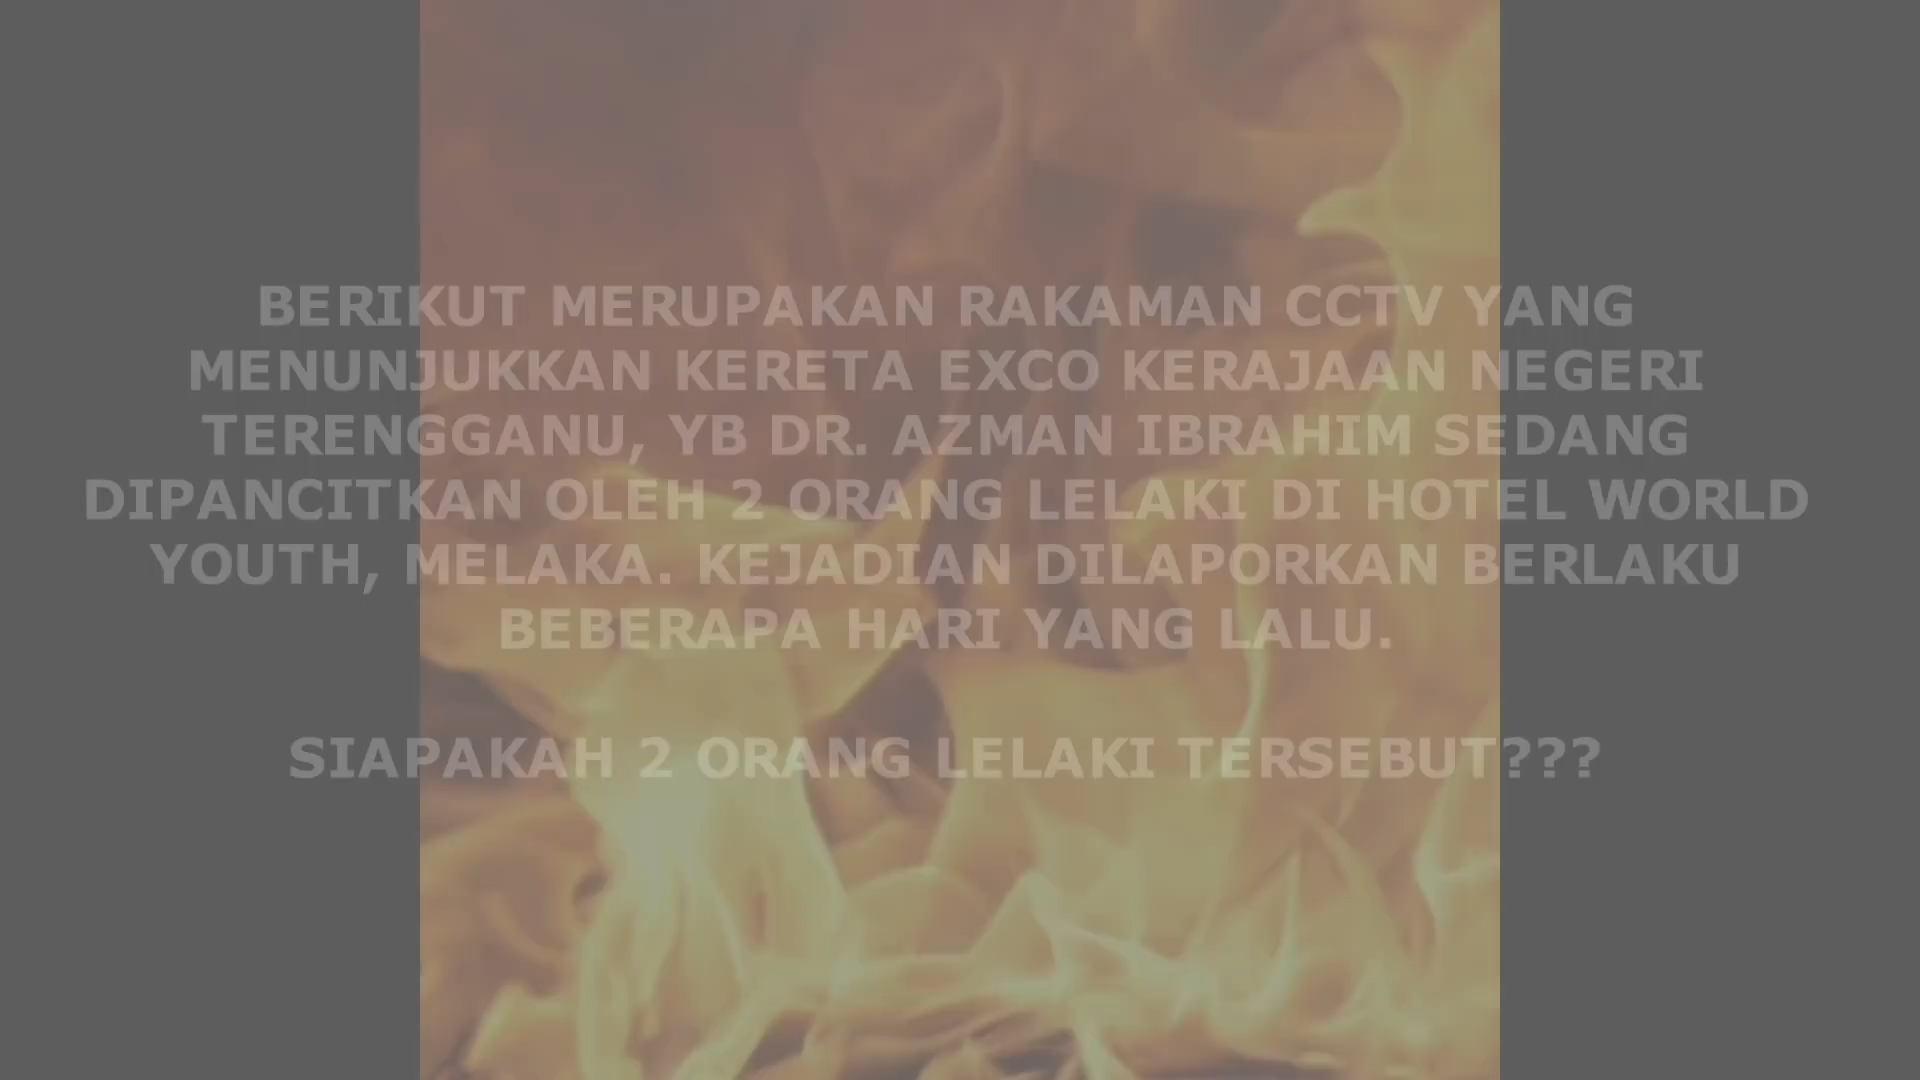 BERIKUT MERUPAKAN RAKAMAN CCTV YANG
MENUNJUKKAN KERETA EXCO KERAJAAN NEGERI
TERENGGANU, YB DR. AZMAN IBRAHIM SEDANG
DIPANCITKAN OLEH 2 ORANG LELAKI DI HOTEL WORLD
YOUTH, MELAKA. KEJADIAN DILAPORKAN BERLAKU
BEBERAPA HARI YANG LALU.
SIAPAKAH 2 ORANG LELAKI TERSEBUT???